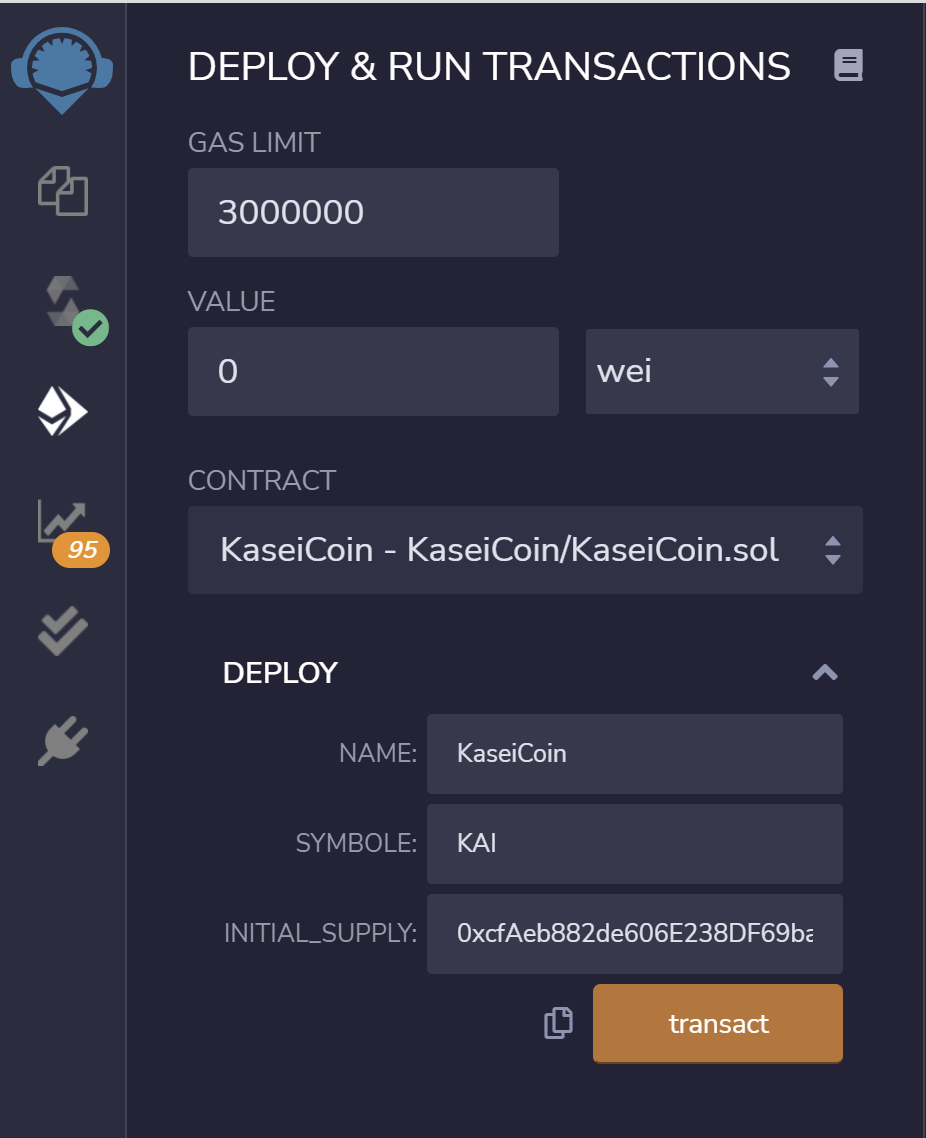 DEPLOY & RUN TRANSACTIONS
GAS LIMIT
3000000
VALUE
0 wei
CONTRACT
KaseiCoin - KaseiCoin/KaseiCoin.sol
95
DEPLOY
NAME: KaseiCoin
SYMBOLE: KAI
INITIAL_SUPPLY: 0xcfAeb882de606E238DF69ba
transact